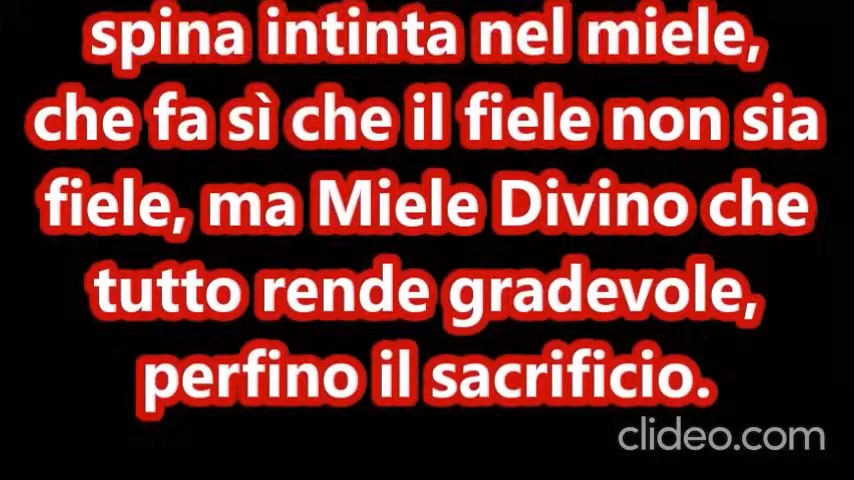 spina intinta nel miele,
che fa sì che il fiele non sia
fiele, ma Miele Divino che
tutto rende gradevole,
perfino il sacrificio.
clideo.com